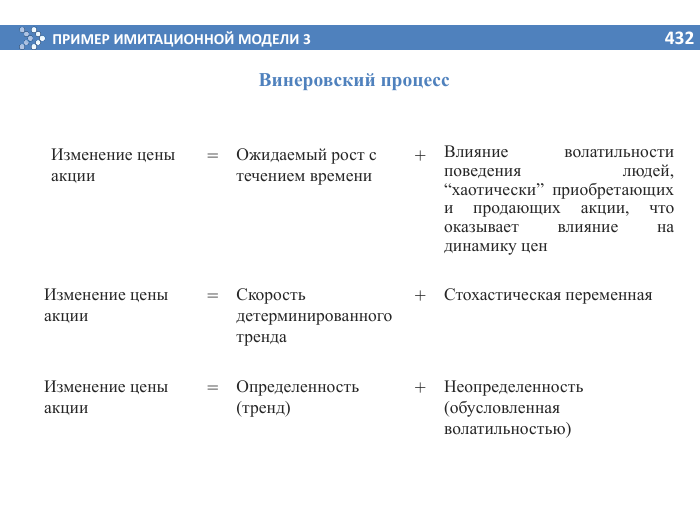 ПРИМЕР ИМИТАЦИОННОЙ МОДЕЛИ 3
432
Винеровский процесс
Изменение цены
акции
=
Ожидаемый рост с
течением времени
+
Влияние волатильности
поведения людей,
“хаотически” приобретающих
и продающих акции, что
оказывает влияние на
динамику цен
Изменение цены
акции
=
Скорость
детерминированного
тренда
+
Стохастическая переменная
Изменение цены
акции
=
Определенность
(тренд)
+
Неопределенность
(обусловленная
волатильностью)